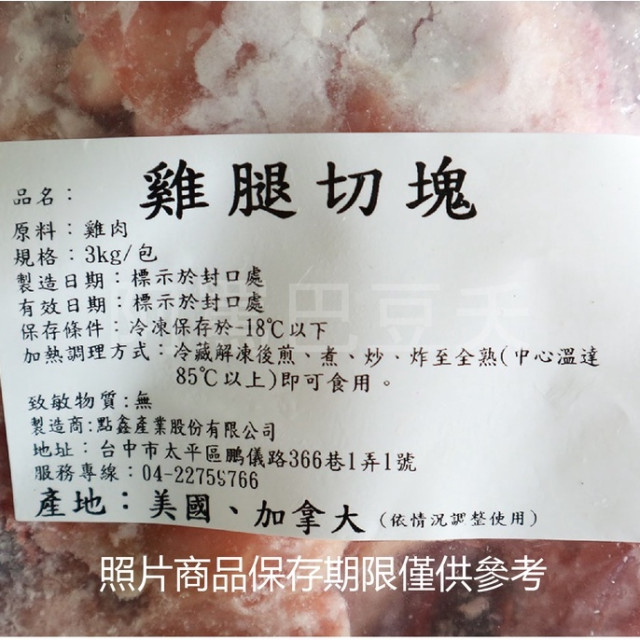 品名：雞腿切塊
原料：雞肉
規格：3kg/包
製造日期：標示於封口處
有效日期：標示於封口處
保存條件：冷凍保存於-18℃以下
加熱調理方式：冷藏解凍後煎、煮、炒、炸至全熟(中心溫達
85℃以上)即可食用。
致敏物質:無
製造商:點鑫產業股份有限公司
地址：台中市太平區鵬儀路366巷1弄1號
服務專線：04-22759766
產地：美國、加拿大(依情況調整使用)
照片商品保存期限僅供參考